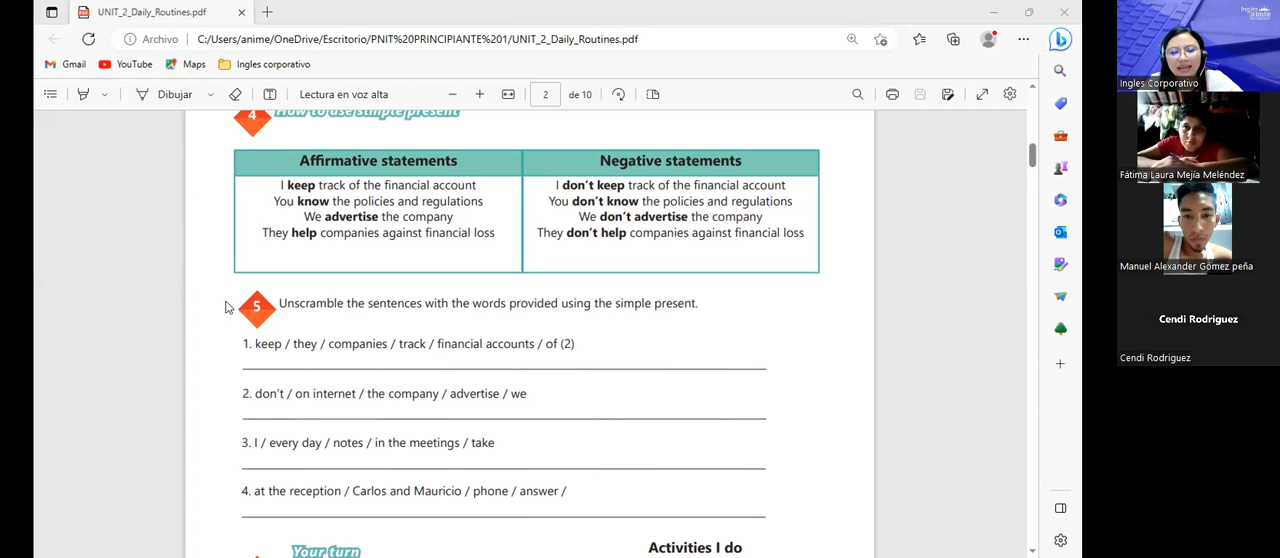 UNIT_2_Daily_Routines.pdf
Archivo C:/Users/anime/OneDrive/Escritorio/PNIT%20PRINCIPIANTE%201/UNIT_2_Daily_Routines.pdf
Gmail YouTube Maps Ingles corporativo
Dibujar Lectura en voz alta 2 de 10
4 How to use simple present
Affirmative statements
I keep track of the financial account
You know the policies and regulations
We advertise the company
They help companies against financial loss
Negative statements
I don't keep track of the financial account
You don't know the policies and regulations
We don't advertise the company
They don't help companies against financial loss
5 Unscramble the sentences with the words provided using the simple present.
1. keep / they / companies / track / financial accounts / of (2)
2. don't / on internet / the company / advertise / we
3. I / every day / notes / in the meetings / take
4. at the reception / Carlos and Mauricio / phone / answer /
Your turn
Activities I do
Ingles Corporativo
Fátima Laura Mejía Meléndez
Manuel Alexander Gómez peña
Cendi Rodriguez
Cendi Rodriguez